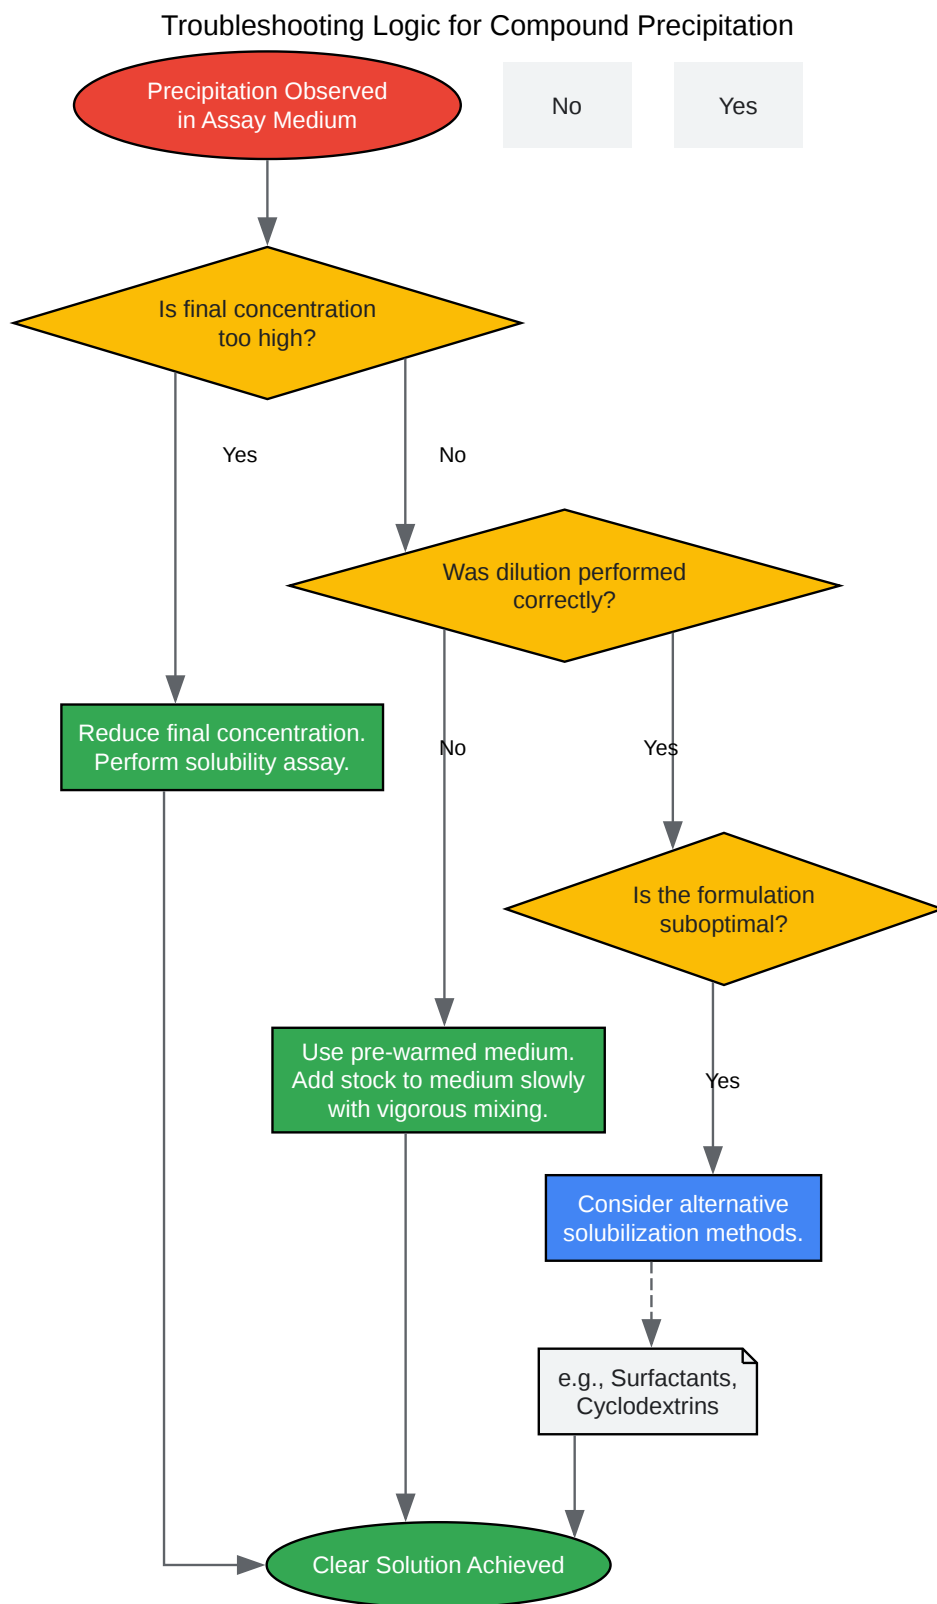 Troubleshooting Logic for Compound Precipitation
Precipitation Observed
in Assay Medium
No
Yes
Is final concentration
too high?
Yes
No
Was dilution performed
correctly?
Reduce final concentration.
Perform solubility assay.
No
Yes
Is the formulation
suboptimal?
Use pre-warmed medium.
Add stock to medium slowly
with vigorous mixing.
Yes
Consider alternative
solubilization methods.
e.g., Surfactants,
Cyclodextrins
Clear Solution Achieved